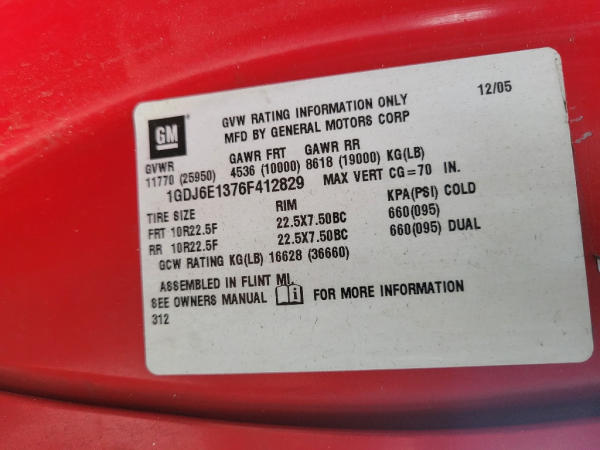 GM
GVW RATING INFORMATION ONLY 12/05
MFD BY GENERAL MOTORS CORP
GVWR GAWR FRT GAWR RR
11770 (25950) 4536 (10000) 8618 (19000) KG(LB)
1GDJ6E1376F412829 MAX VERT CG=70 IN.
TIRE SIZE RIM KPA(PSI) COLD
FRT 10R22.5F 22.5X7.50BC 660(095)
RR 10R22.5F 22.5X7.50BC 660(095) DUAL
GCW RATING KG(LB) 16628 (36660)
ASSEMBLED IN FLINT MI.
SEE OWNERS MANUAL FOR MORE INFORMATION
312